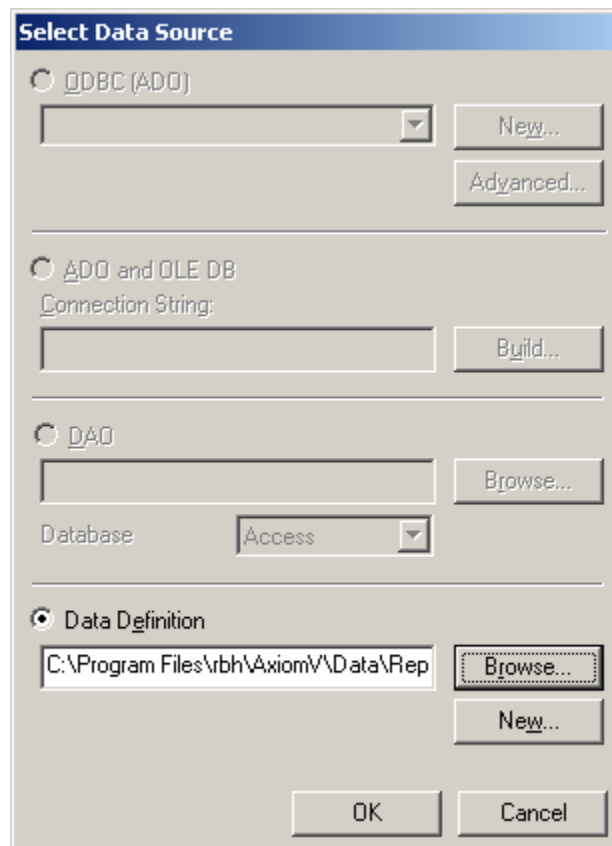 Select Data Source
ODBC (ADO)
New...
Advanced...
ADO and OLE DB
Connection String:
Build...
DAO
Browse...
Database
Access
Data Definition
C:\Program Files\rbh\AxiomV\Data\Rep
Browse...
New...
OK
Cancel